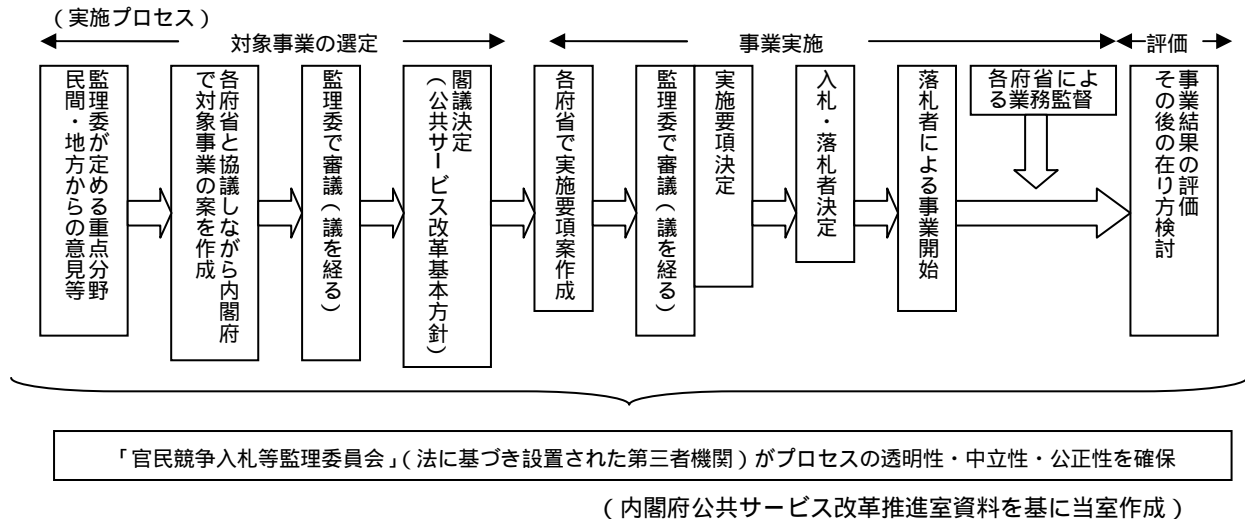 （実施プロセス）
対象事業の選定
事業実施
評価
監理委が定める重点分野
民間・地方からの意見等
各府省と協議しながら内閣府
で対象事業の案を作成
監理委で審議（議を経る）
閣議決定
（公共サービス改革基本方針）
各府省で実施要項案作成
監理委で審議（議を経る）
実施要項決定
入札・落札者決定
落札者による事業開始
各府省によ
る業務監督
事業結果の評価
その後の在り方検討
「官民競争入札等監理委員会」（法に基づき設置された第三者機関）がプロセスの透明性・中立性・公正性を確保
（内閣府公共サービス改革推進室資料を基に当室作成）